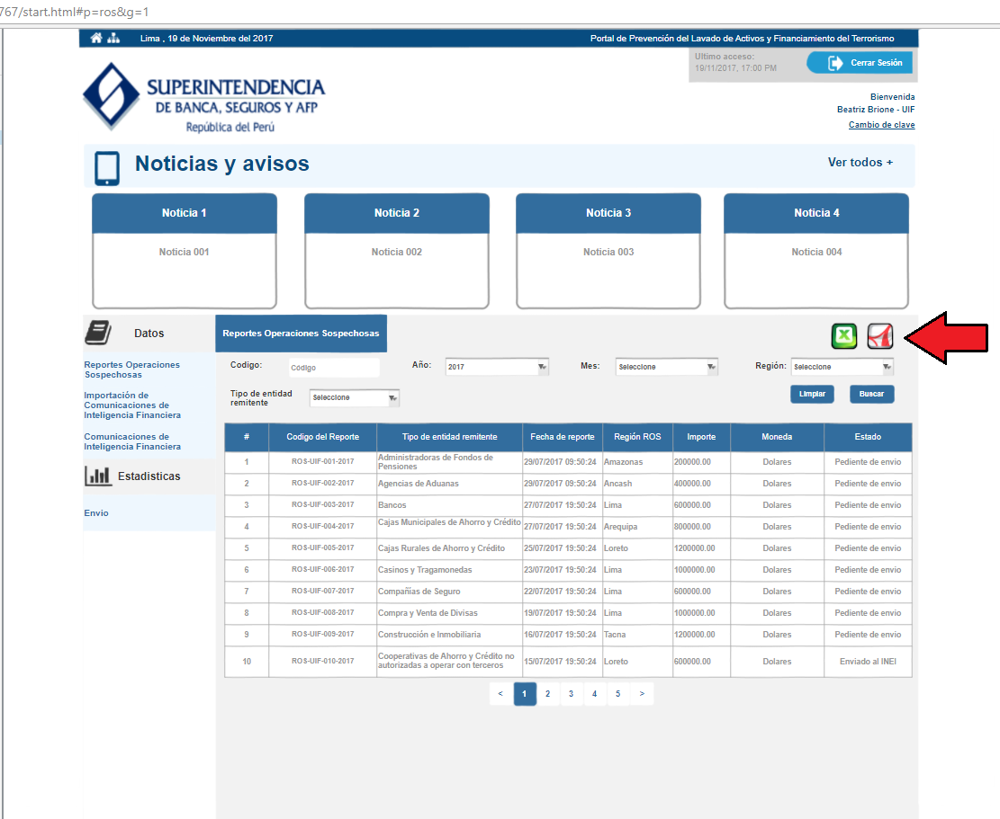 767/start.html#p=ros&g=1
Lima , 19 de Noviembre del 2017
Portal de Prevención del Lavado de Activos y Financiamiento del Terrorismo
Ultimo acceso:
19/11/2017, 17:00 PM
Cerrar Sesión
SUPERINTENDENCIA
DE BANCA, SEGUROS Y AFP
República del Perú
Bienvenida
Beatriz Brione - UIF
Cambio de clave
Noticias y avisos
Ver todos +
Noticia 1
Noticia 2
Noticia 3
Noticia 4
Noticia 001
Noticia 002
Noticia 003
Noticia 004
Datos
Reportes Operaciones
Sospechosas
Importación de
Comunicaciones de
Inteligencia Financiera
Comunicaciones de
Inteligencia Financiera
Estadisticas
Envio
Reportes Operaciones Sospechosas
Codigo: Código Año: 2017 Mes: Seleccione Región: Seleccione
Tipo de entidad
remitente
Seleccione
Limpiar Buscar
# Codigo del Reporte Tipo de entidad remitente Fecha de reporte Región ROS Importe Moneda Estado
1 ROS-UIF-001-2017 Administradoras de Fondos de
Pensiones 29/07/2017 09:50:24 Amazonas 200000.00 Dolares Pediente de envio
2 ROS-UIF-002-2017 Agencias de Aduanas 29/07/2017 09:50:24 Ancash 400000.00 Dolares Pediente de envio
3 ROS-UIF-003-2017 Bancos 27/07/2017 19:50:24 Lima 600000.00 Dolares Pediente de envio
4 ROS-UIF-004-2017 Cajas Municipales de Ahorro y Crédito 27/07/2017 19:50:24 Arequipa 800000.00 Dolares Pediente de envio
5 ROS-UIF-005-2017 Cajas Rurales de Ahorro y Crédito 25/07/2017 19:50:24 Loreto 1200000.00 Dolares Pediente de envio
6 ROS-UIF-006-2017 Casinos y Tragamonedas 23/07/2017 19:50:24 Lima 1000000.00 Dolares Pediente de envio
7 ROS-UIF-007-2017 Compañias de Seguro 22/07/2017 19:50:24 Lima 600000.00 Dolares Pediente de envio
8 ROS-UIF-008-2017 Compra y Venta de Divisas 19/07/2017 19:50:24 Lima 1000000.00 Dolares Pediente de envio
9 ROS-UIF-009-2017 Construcción e Inmobiliaria 16/07/2017 19:50:24 Tacna 1200000.00 Dolares Pediente de envio
10 ROS-UIF-010-2017 Cooperativas de Ahorro y Crédito no
autorizadas a operar con terceros 15/07/2017 19:50:24 Loreto 600000.00 Dolares Enviado al INEI
< 1 2 3 4 5 >